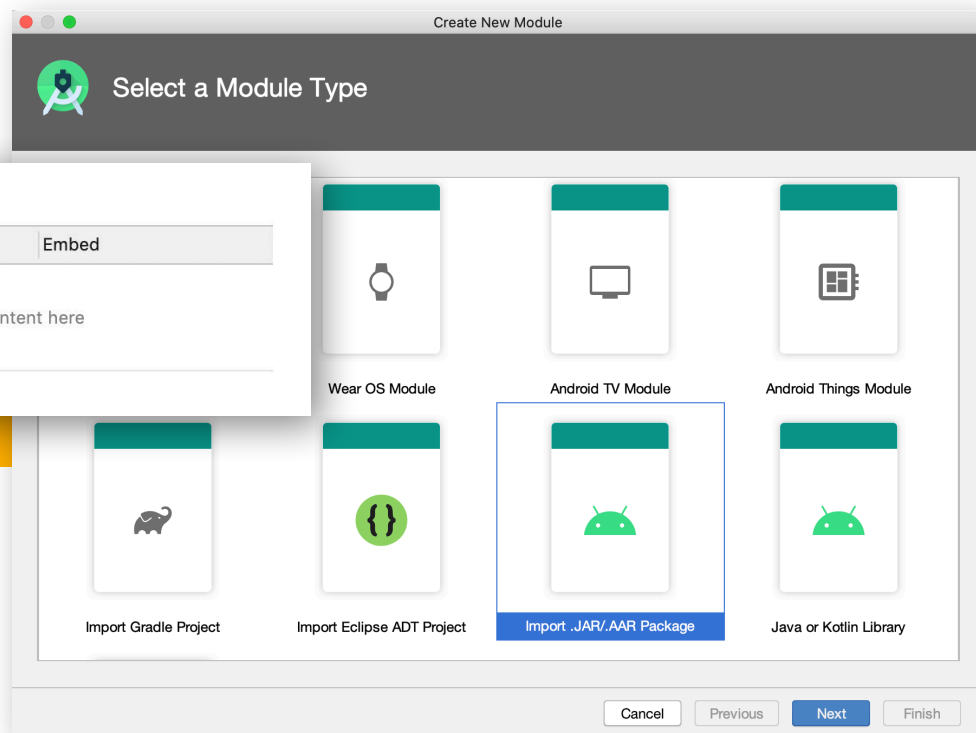 Create New Module
Select a Module Type
Embed
ntent here
Wear OS Module
Android TV Module
Android Things Module
Import Gradle Project
Import Eclipse ADT Project
Import .JAR/.AAR Package
Java or Kotlin Library
Cancel
Previous
Next
Finish